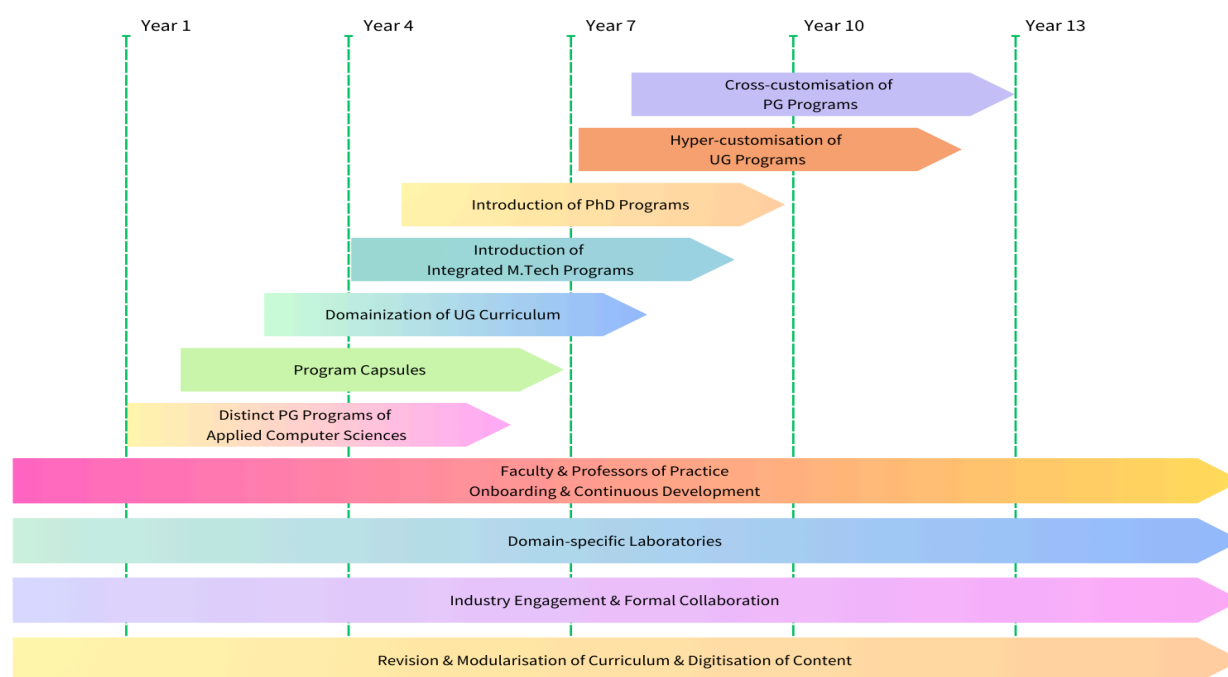 Year 1
Year 4
Year 7
Year 10
Year 13
Cross-customisation of
PG Programs
Hyper-customisation of
UG Programs
Introduction of PhD Programs
Introduction of
Integrated M.Tech Programs
Domainization of UG Curriculum
Program Capsules
Distinct PG Programs of
Applied Computer Sciences
Faculty & Professors of Practice
Onboarding & Continuous Development
Domain-specific Laboratories
Industry Engagement & Formal Collaboration
Revision & Modularisation of Curriculum & Digitisation of Content